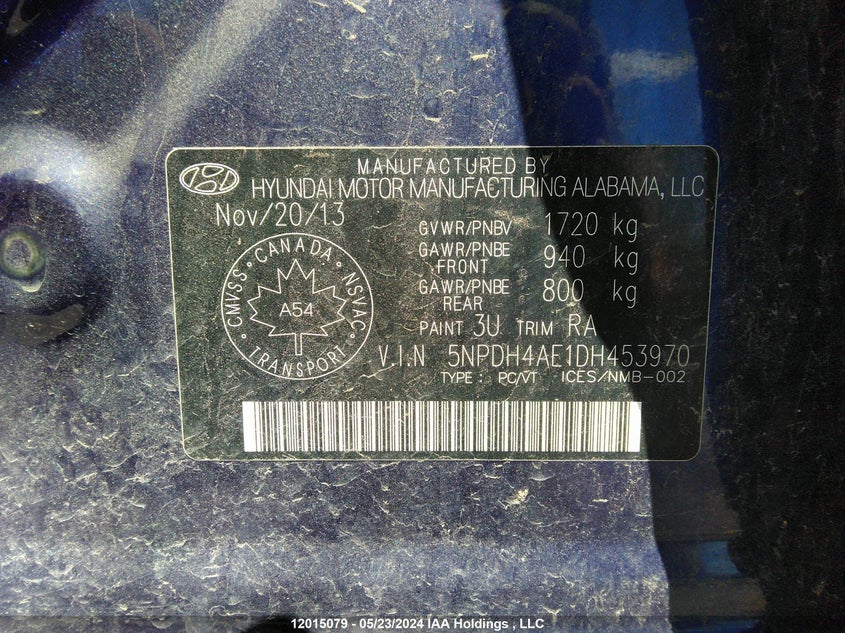 MANUFACTURED BY
HYUNDAI MOTOR MANUFACTURING ALABAMA, LLC
Nov/20/13
GVWR/PNBV 1720 kg
GAWR/PNBE FRONT 940 kg
GAWR/PNBE REAR 800 kg
PAINT 3U TRIM RA
V.I.N 5NPDH4AE1DH453970
TYPE : PC/VT ICES/NMB-002
CMVSS • CANADA • NSVAC • TRANSPORT •
A54
12015079 - 05/23/2024 IAA Holdings , LLC